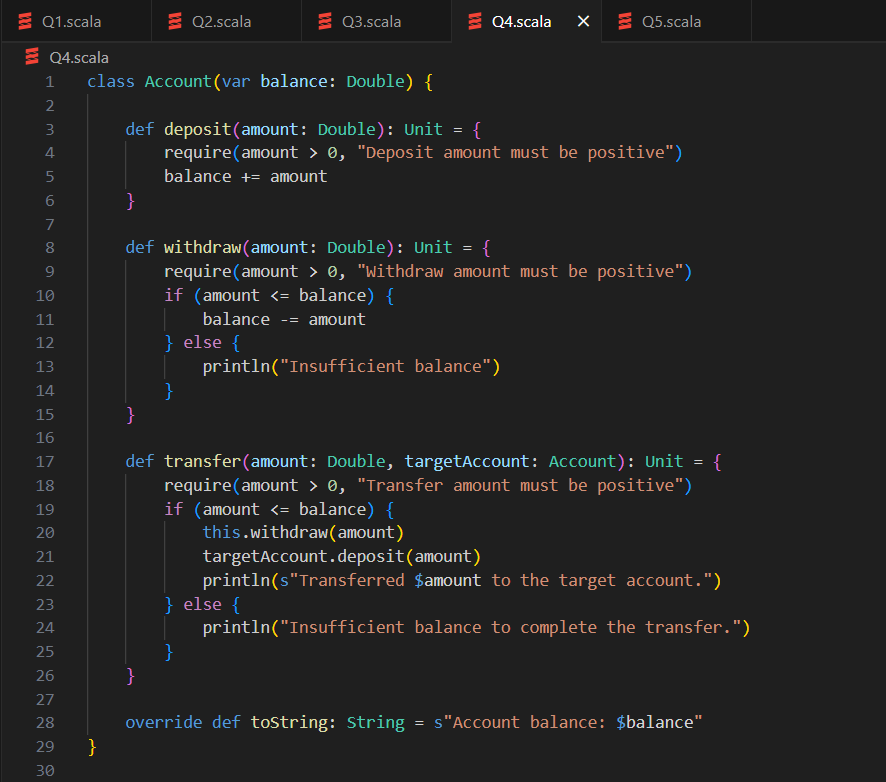 Q1.scala Q2.scala Q3.scala Q4.scala × Q5.scala
Q4.scala
1 class Account(var balance: Double) {
2
3     def deposit(amount: Double): Unit = {
4         require(amount > 0, "Deposit amount must be positive")
5         balance += amount
6     }
7
8     def withdraw(amount: Double): Unit = {
9         require(amount > 0, "Withdraw amount must be positive")
10         if (amount <= balance) {
11             balance -= amount
12         } else {
13             println("Insufficient balance")
14         }
15     }
16
17     def transfer(amount: Double, targetAccount: Account): Unit = {
18         require(amount > 0, "Transfer amount must be positive")
19         if (amount <= balance) {
20             this.withdraw(amount)
21             targetAccount.deposit(amount)
22             println(s"Transferred $amount to the target account.")
23         } else {
24             println("Insufficient balance to complete the transfer.")
25         }
26     }
27
28     override def toString: String = s"Account balance: $balance"
29 }
30